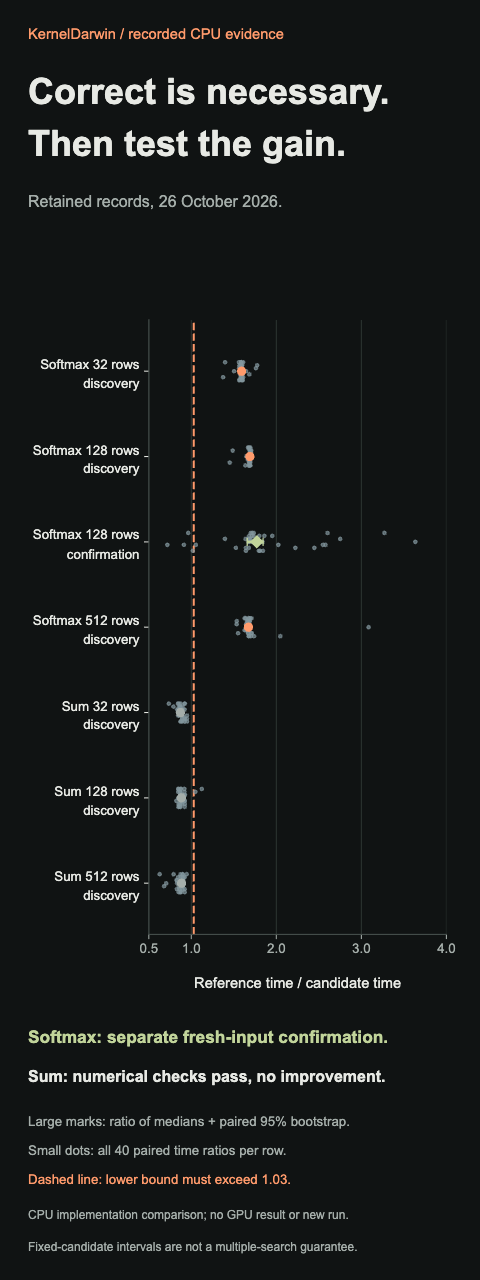 KernelDarwin / recorded CPU evidence
Correct is necessary.
Then test the gain.
Retained records, 26 October 2026.
Softmax 32 rows
discovery
Softmax 128 rows
discovery
Softmax 128 rows
confirmation
Softmax 512 rows
discovery
Sum 32 rows
discovery
Sum 128 rows
discovery
Sum 512 rows
discovery
0.5 1.0 2.0 3.0 4.0
Reference time / candidate time
Softmax: separate fresh-input confirmation.
Sum: numerical checks pass, no improvement.
Large marks: ratio of medians + paired 95% bootstrap.
Small dots: all 40 paired time ratios per row.
Dashed line: lower bound must exceed 1.03.
CPU implementation comparison; no GPU result or new run.
Fixed-candidate intervals are not a multiple-search guarantee.